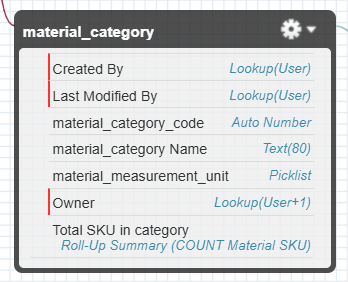 material_category
Created By Lookup(User)
Last Modified By Lookup(User)
material_category_code Auto Number
material_category Name Text(80)
material_measurement_unit Picklist
Owner Lookup(User+1)
Total SKU in category
Roll-Up Summary (COUNT Material SKU)